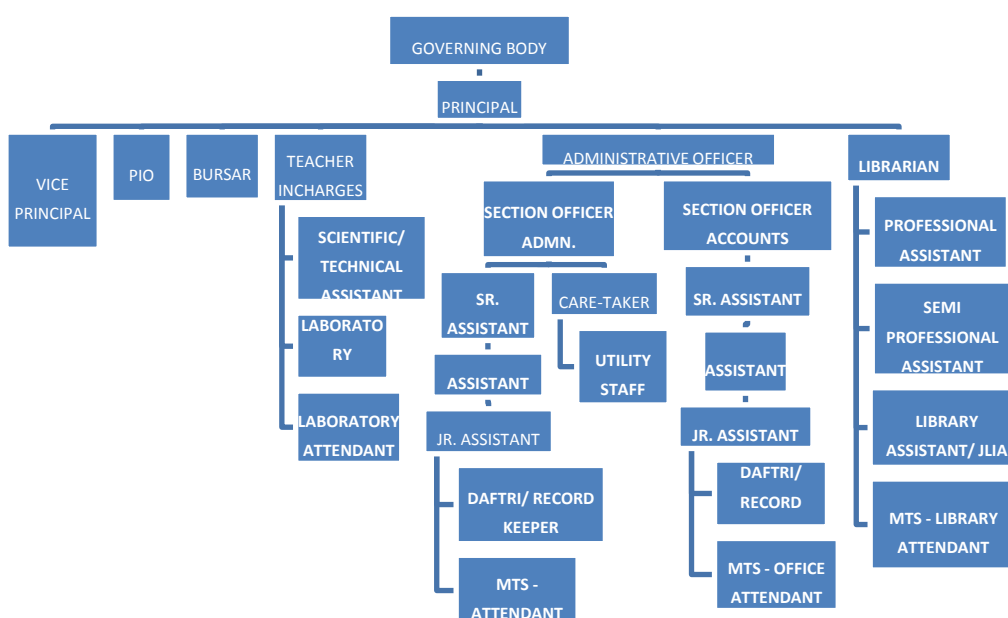 GOVERNING BODY
PRINCIPAL
VICE
PRINCIPAL
PIO
BURSAR
TEACHER
INCHARGES
ADMINISTRATIVE OFFICER
LIBRARIAN
SCIENTIFIC/
TECHNICAL
ASSISTANT
LABORATO
RY
LABORATORY
ATTENDANT
SECTION OFFICER
ADMN.
SR.
ASSISTANT
ASSISTANT
JR. ASSISTANT
DAFTRI/ RECORD
KEEPER
MTS -
ATTENDANT
CARE-TAKER
UTILITY
STAFF
SECTION OFFICER
ACCOUNTS
SR. ASSISTANT
ASSISTANT
JR. ASSISTANT
DAFTRI/
RECORD
MTS - OFFICE
ATTENDANT
PROFESSIONAL
ASSISTANT
SEMI
PROFESSIONAL
ASSISTANT
LIBRARY
ASSISTANT/ JLIA
MTS - LIBRARY
ATTENDANT